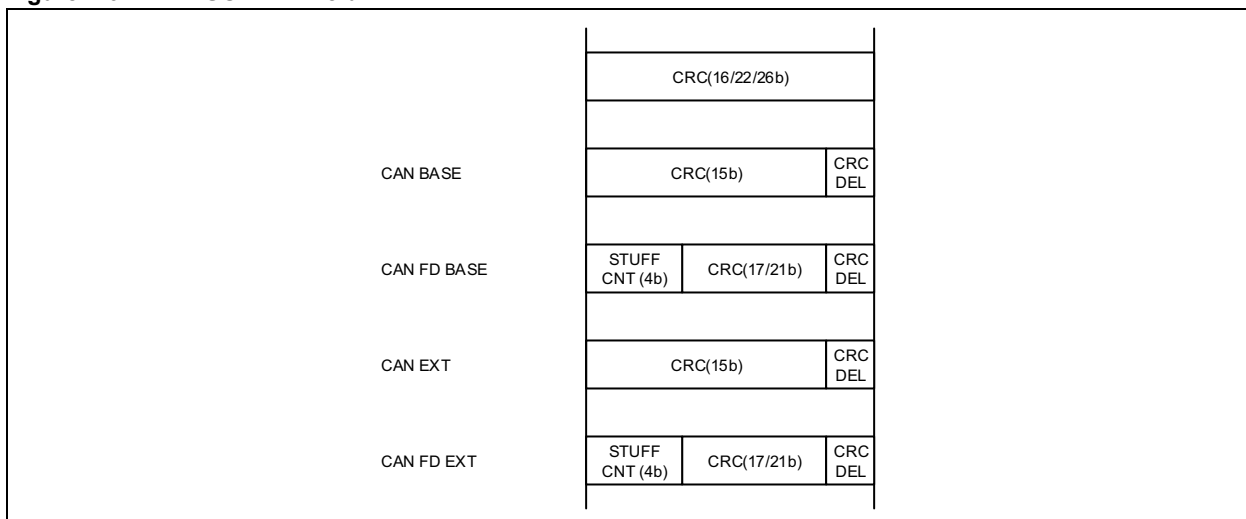 CRC(16/22/26b)
CAN BASE
CRC(15b)
CRC
DEL
CAN FD BASE
STUFF
CNT (4b)
CRC(17/21b)
CRC
DEL
CAN EXT
CRC(15b)
CRC
DEL
CAN FD EXT
STUFF
CNT (4b)
CRC(17/21b)
CRC
DEL